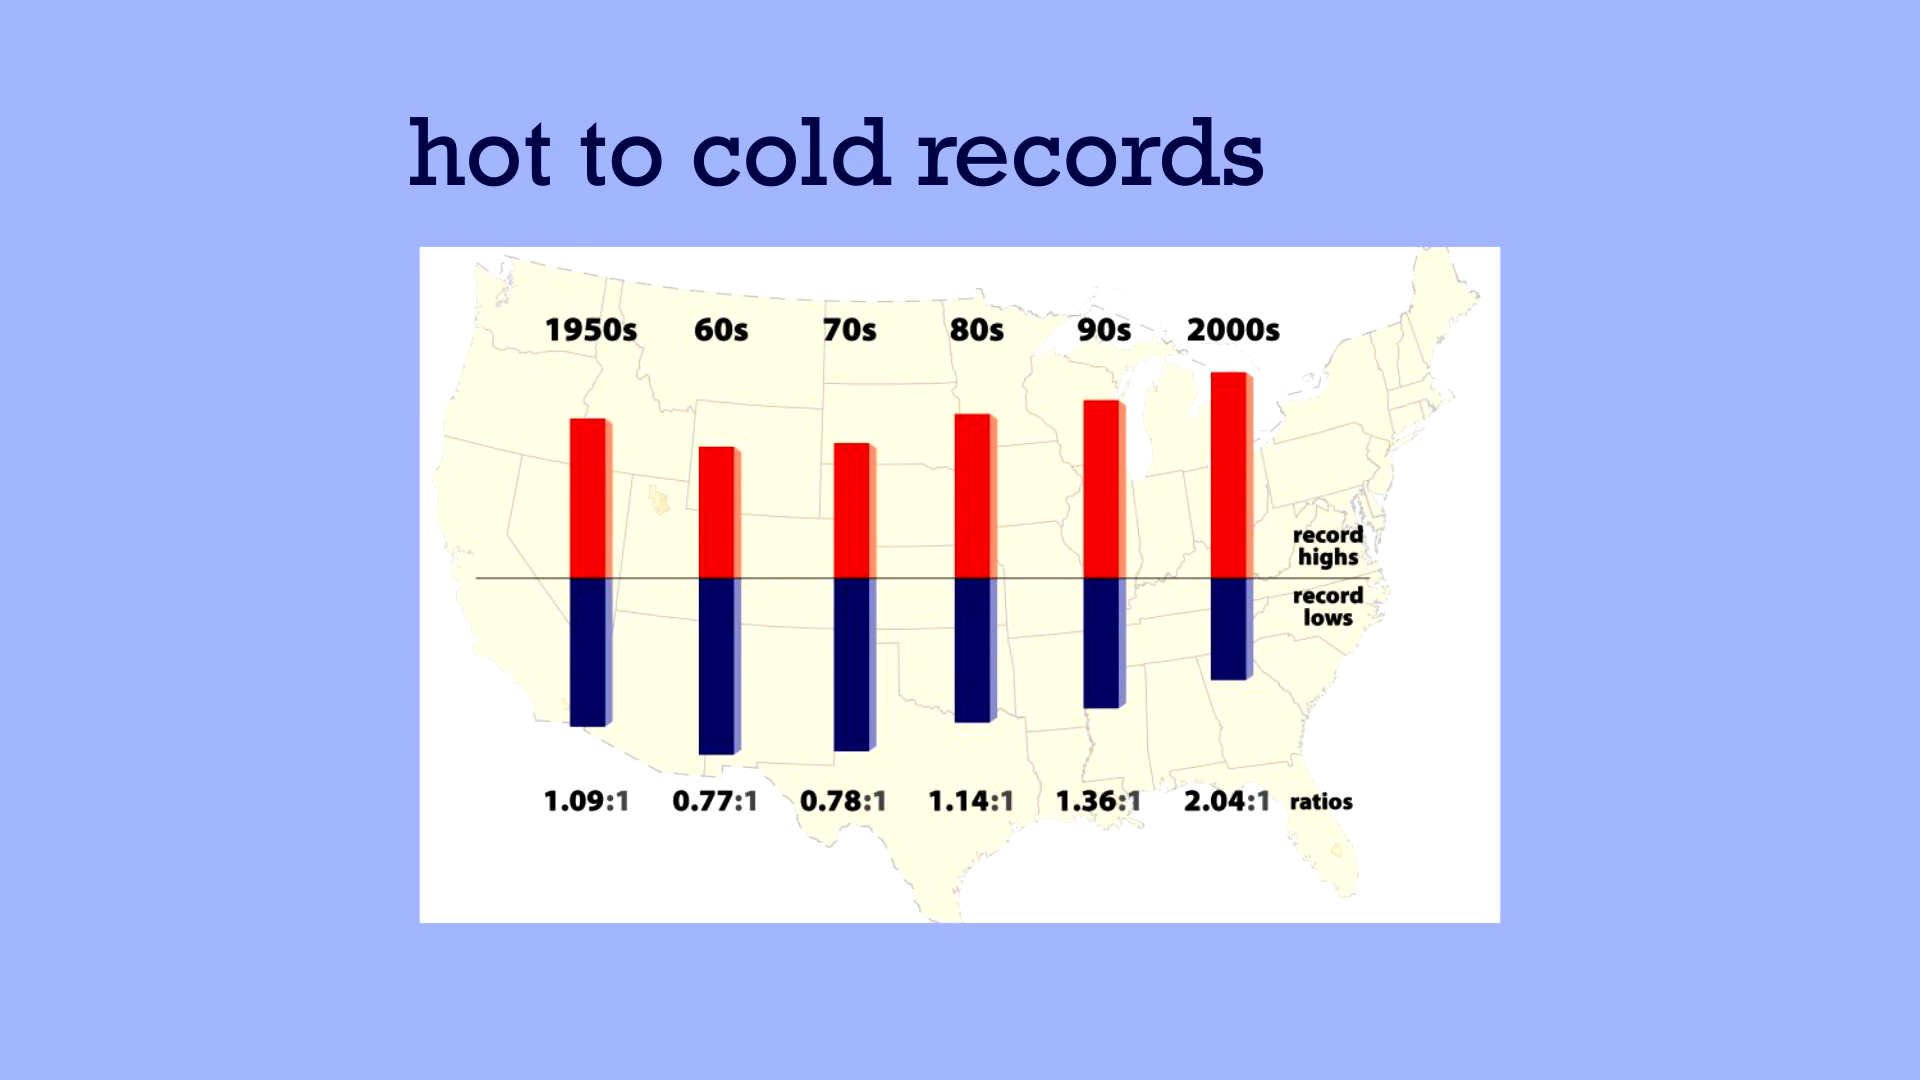 hot to cold records
1950s 60s 70s 80s 90s 2000s
record
highs
record
lows
1.09:1 0.77:1 0.78:1 1.14:1 1.36:1 2.04:1 ratios